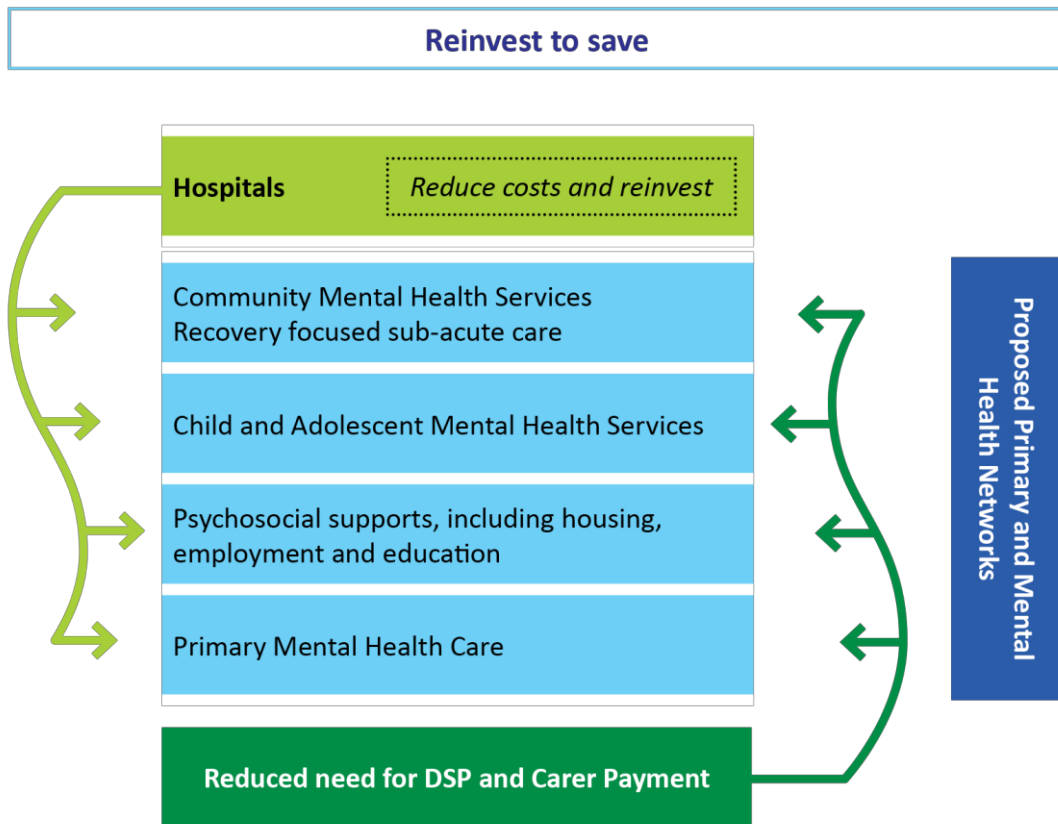 Reinvest to save
Hospitals
Reduce costs and reinvest
Community Mental Health Services
Recovery focused sub-acute care
Child and Adolescent Mental Health Services
Psychosocial supports, including housing,
employment and education
Primary Mental Health Care
Reduced need for DSP and Carer Payment
Proposed Primary and Mental
Health Networks